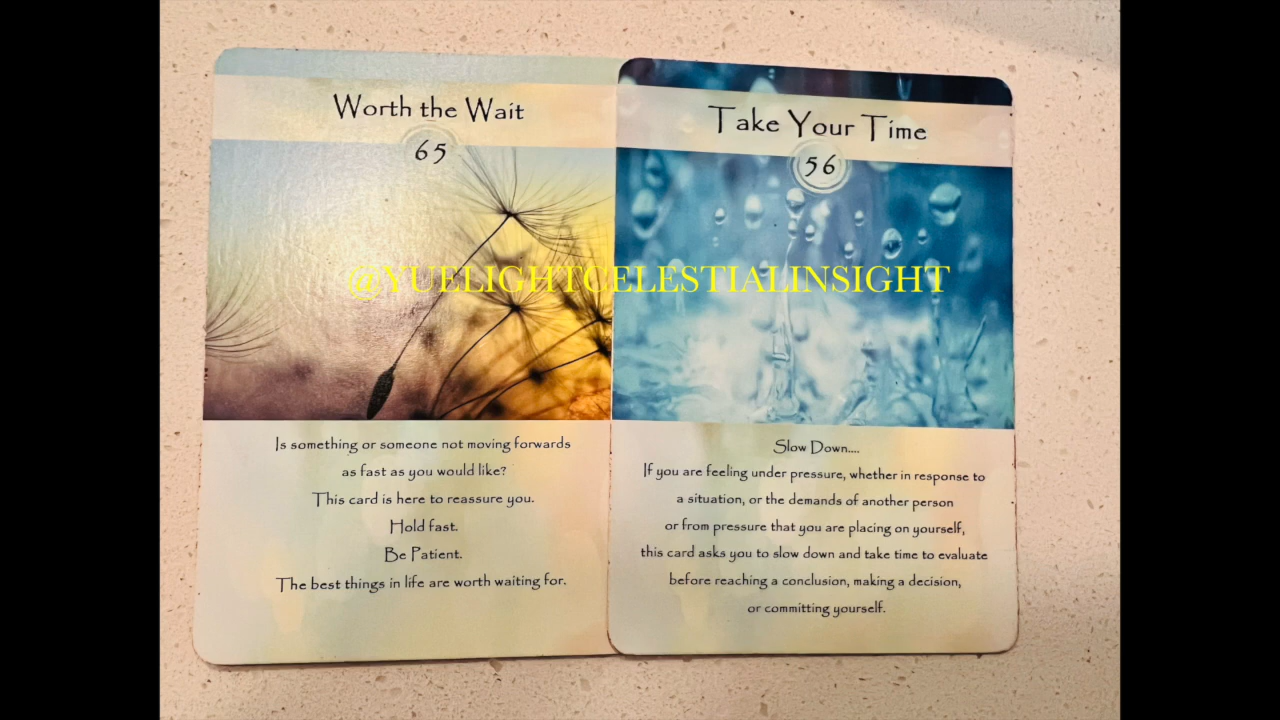 Worth the Wait
65
Is something or someone not moving forwards
as fast as you would like?
This card is here to reassure you.
Hold fast.
Be Patient.
The best things in life are worth waiting for.
Take Your Time
56
Slow Down....
If you are feeling under pressure, whether in response to
a situation, or the demands of another person
or from pressure that you are placing on yourself,
this card asks you to slow down and take time to evaluate
before reaching a conclusion, making a decision,
or committing yourself.
@YUELIGHTCELESTIALINSIGHT